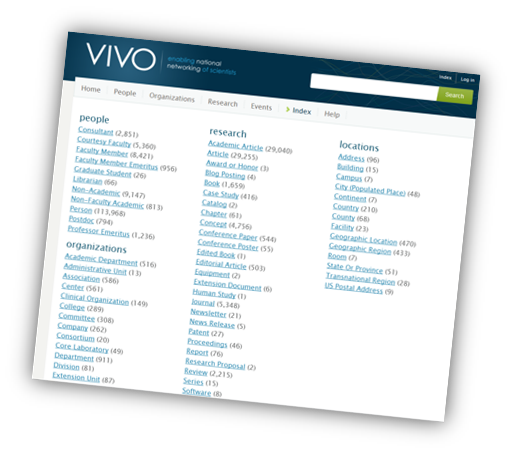 VIVO
enabling national
networking of scientists
Index Log in
Search
Home People Organizations Research Events Index Help
people
Consultant (2,851)
Courtesy Faculty (5,360)
Faculty Member (8,421)
Faculty Member Emeritus (956)
Graduate Student (26)
Librarian (66)
Non-Academic (9,147)
Non-Faculty Academic (813)
Person (113,968)
Postdoc (794)
Professor Emeritus (1,236)
organizations
Academic Department (516)
Administrative Unit (13)
Association (586)
Center (561)
Clinical Organization (149)
College (289)
Committee (308)
Company (262)
Consortium (20)
Core Laboratory (49)
Department (911)
Division (81)
Extension Unit (87)
research
Academic Article (29,040)
Article (29,255)
Award or Honor (3)
Blog Posting (4)
Book (1,659)
Case Study (416)
Catalog (2)
Chapter (61)
Concept (4,756)
Conference Paper (544)
Conference Poster (55)
Edited Book (1)
Editorial Article (503)
Equipment (2)
Extension Document (6)
Human Study (1)
Journal (5,348)
Newsletter (21)
News Release (5)
Patent (27)
Proceedings (46)
Report (76)
Research Proposal (2)
Review (2,215)
Series (15)
Software (8)
locations
Address (96)
Building (15)
Campus (7)
City (Populated Place) (48)
Continent (7)
Country (210)
County (68)
Facility (23)
Geographic Location (470)
Geographic Region (433)
Room (7)
State Or Province (51)
Transnational Region (28)
US Postal Address (9)